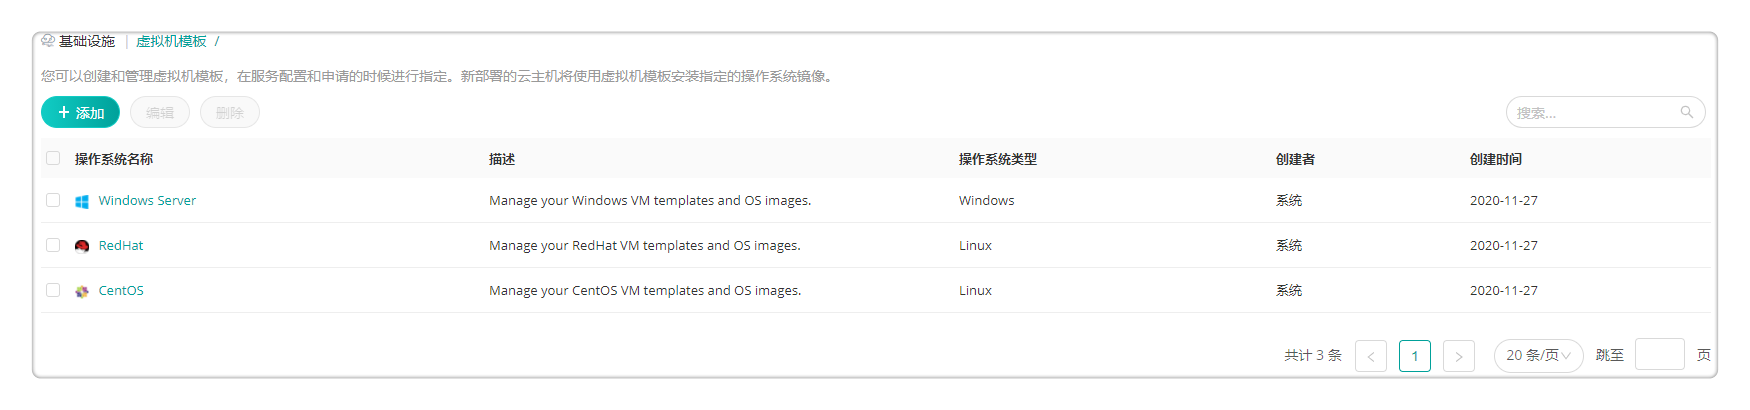 基础设施 | 虚拟机模板 /
您可以创建和管理虚拟机模板，在服务配置和申请的时候进行指定。新部署的云主机将使用虚拟机模板安装指定的操作系统镜像。
+ 添加 编辑 删除 搜索...
操作系统名称 描述 操作系统类型 创建者 创建时间
Windows Server Manage your Windows VM templates and OS images. Windows 系统 2020-11-27
RedHat Manage your RedHat VM templates and OS images. Linux 系统 2020-11-27
CentOS Manage your CentOS VM templates and OS images. Linux 系统 2020-11-27
共计 3 条 < 1 > 20 条/页 跳至 页